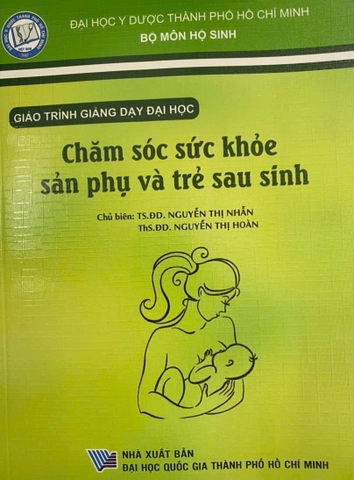 ĐẠI HỌC Y DƯỢC THÀNH PHỐ HỒ CHÍ MINH
BỘ MÔN HỘ SINH
GIÁO TRÌNH GIẢNG DẠY ĐẠI HỌC
Chăm sóc sức khỏe
sản phụ và trẻ sau sinh
Chủ biên: TS.ĐD. NGUYỄN THỊ NHẪN
ThS.ĐD. NGUYỄN THỊ HOÀN
NHÀ XUẤT BẢN
ĐẠI HỌC QUỐC GIA THÀNH PHỐ HỒ CHÍ MINH